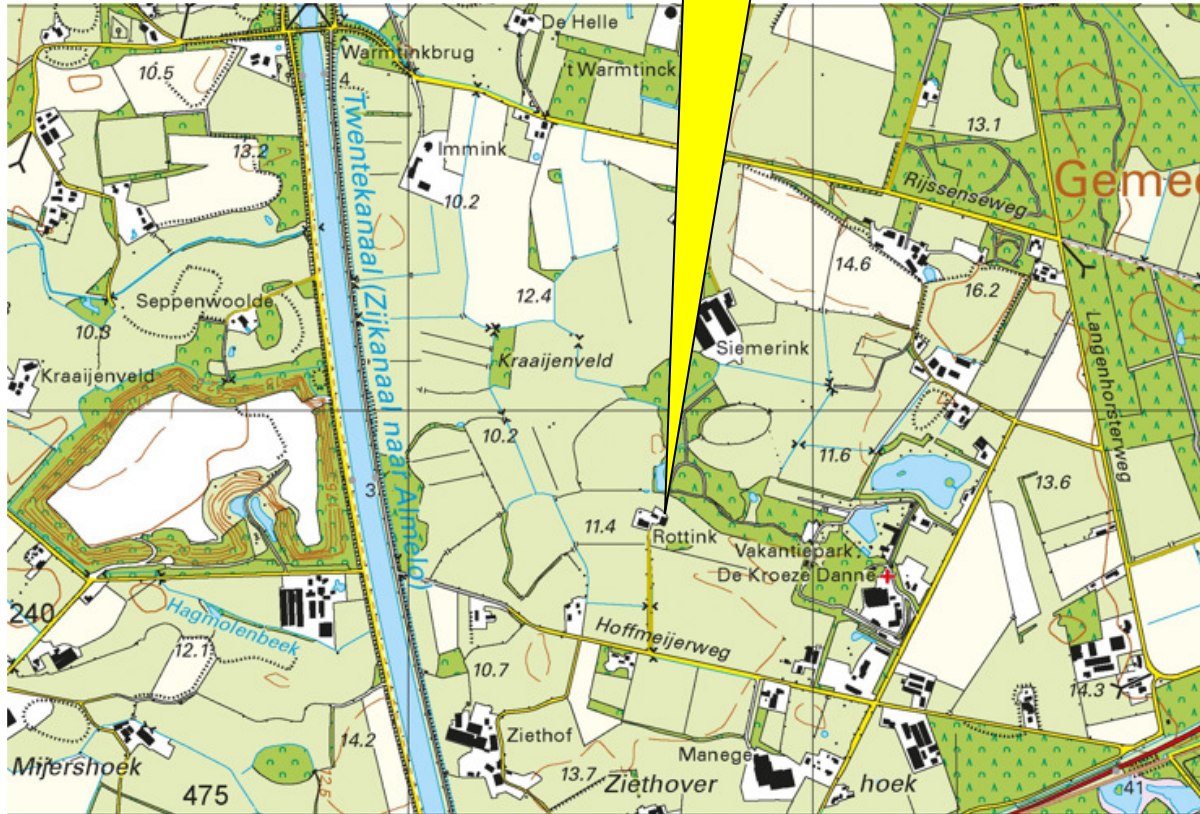 De Helle
Warmtinkbrug
't Warmtinck
10.5
4
13.1
13.2
Immink
10.2
Rijssenseweg
Gemee
14.6
16.2
12.4
Seppenwoolde
10.3
Twentekanaal (Zijkanaal naar Almelo)
Kraaijenveld
Siemerink
Kraaijenveld
Langenhorsterweg
10.2
11.6
3
13.6
11.4
Rottink
Vakantiepark
De Kroeze Danne
240
Hagmolenbeek
Hoffmeijerweg
12.1
10.7
14.3
14.2
Ziethof
Manege
Mijershoek
12.5
13.7
Ziethover hoek
475
41